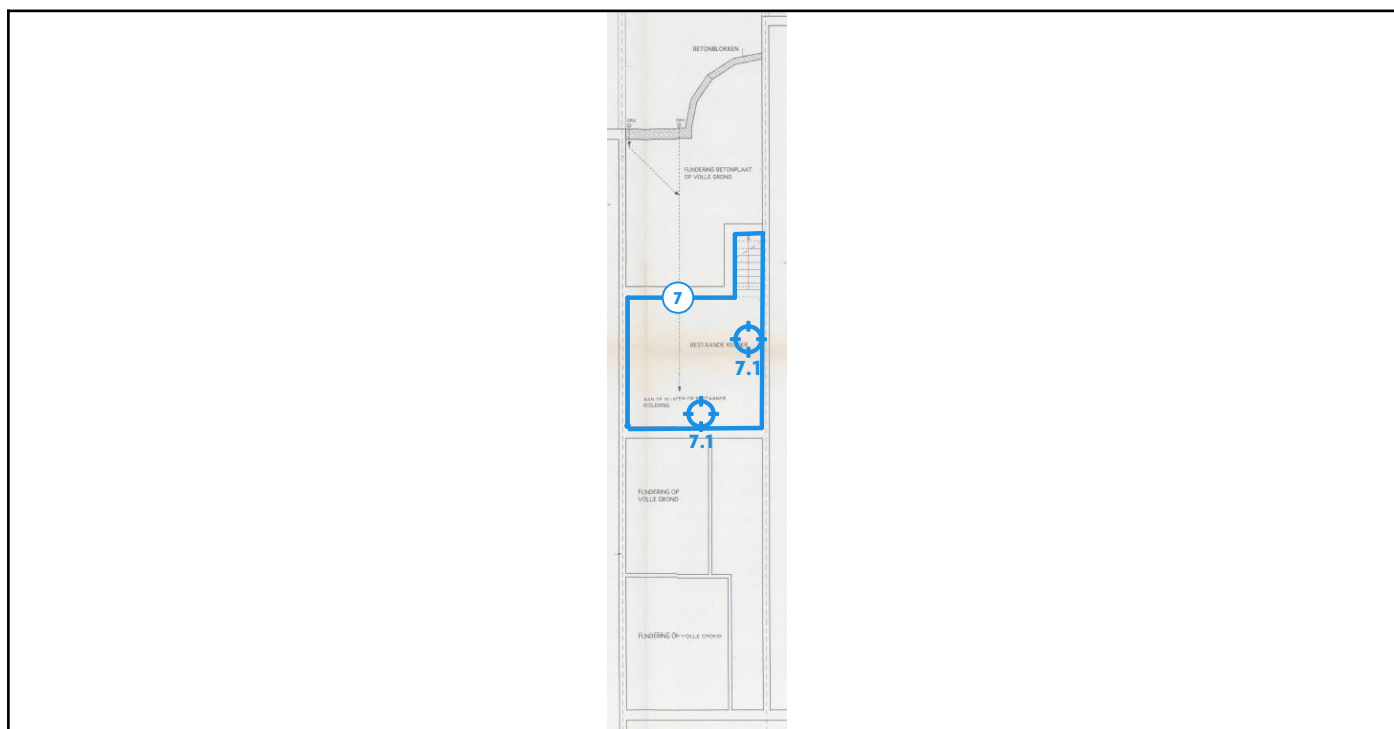 BETONBLOKKEN
FUNDERING BETONPLAAT
OP VOLLE GROND
7
BESTAANDE KELDER
7.1
RIOLERING
7.1
FUNDERING OP
VOLLE GROND
FUNDERING OP VOLLE GROND